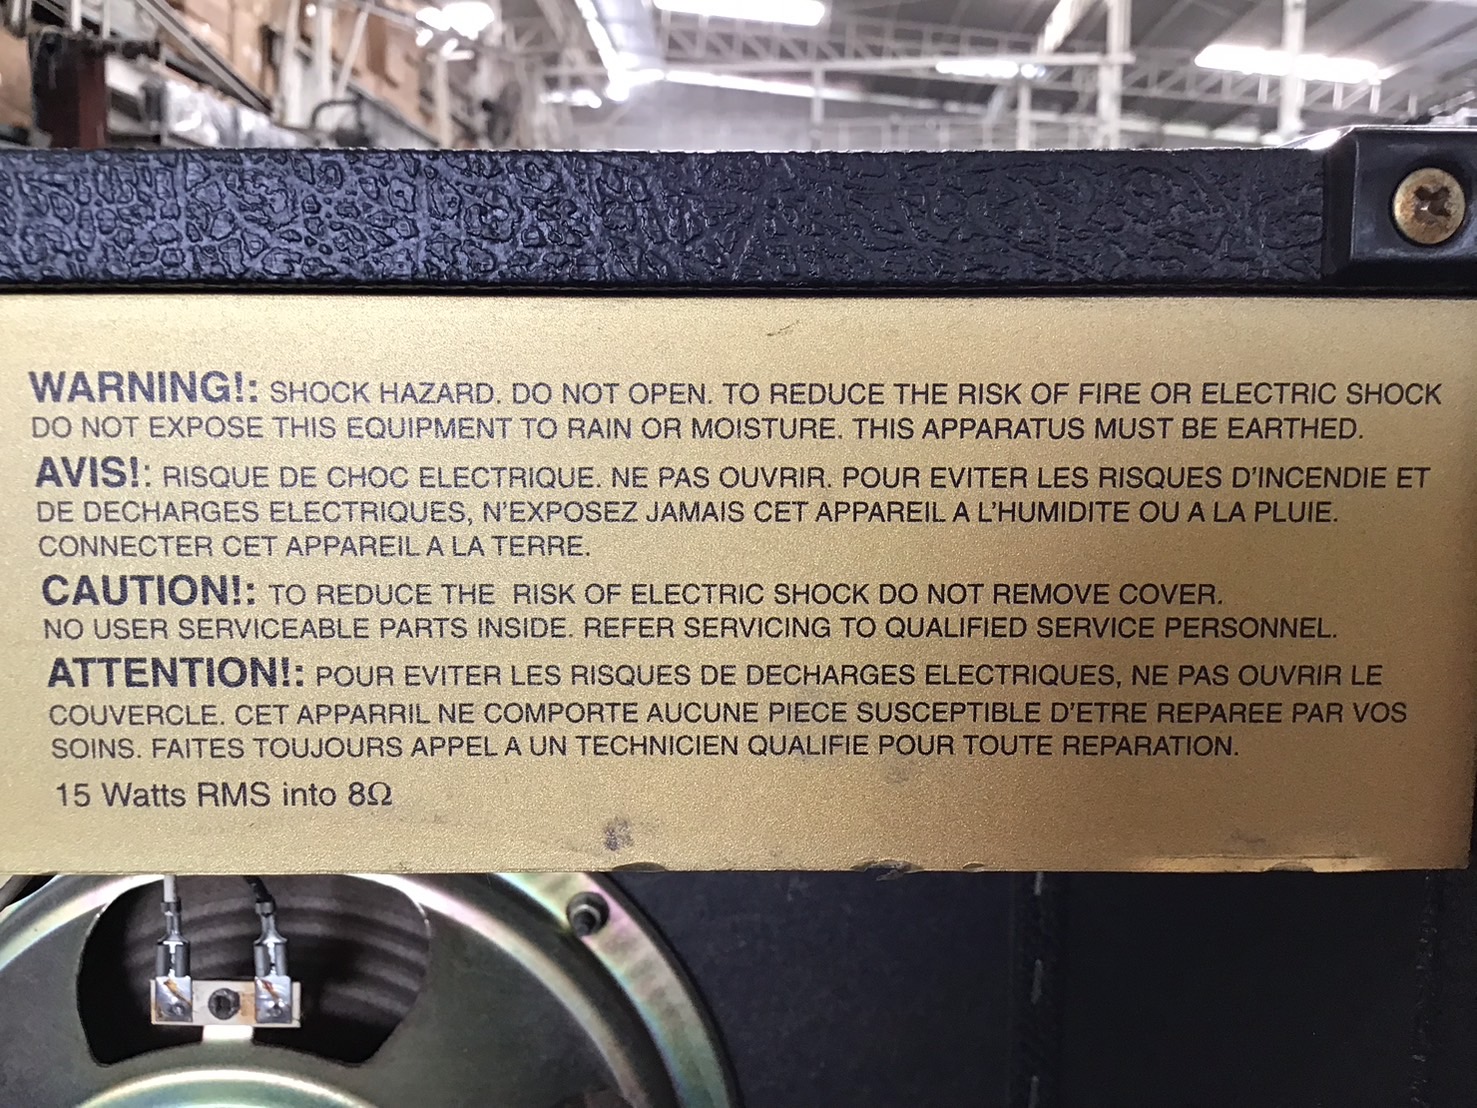 WARNING!: SHOCK HAZARD. DO NOT OPEN. TO REDUCE THE RISK OF FIRE OR ELECTRIC SHOCK
DO NOT EXPOSE THIS EQUIPMENT TO RAIN OR MOISTURE. THIS APPARATUS MUST BE EARTHED.
AVIS!: RISQUE DE CHOC ELECTRIQUE. NE PAS OUVRIR. POUR EVITER LES RISQUES D'INCENDIE ET
DE DECHARGES ELECTRIQUES, N'EXPOSEZ JAMAIS CET APPAREIL A L'HUMIDITE OU A LA PLUIE.
CONNECTER CET APPAREIL A LA TERRE.
CAUTION!: TO REDUCE THE RISK OF ELECTRIC SHOCK DO NOT REMOVE COVER.
NO USER SERVICEABLE PARTS INSIDE. REFER SERVICING TO QUALIFIED SERVICE PERSONNEL.
ATTENTION!: POUR EVITER LES RISQUES DE DECHARGES ELECTRIQUES, NE PAS OUVRIR LE
COUVERCLE. CET APPARRIL NE COMPORTE AUCUNE PIECE SUSCEPTIBLE D'ETRE REPAREE PAR VOS
SOINS. FAITES TOUJOURS APPEL A UN TECHNICIEN QUALIFIE POUR TOUTE REPARATION.
15 Watts RMS into 8Ω